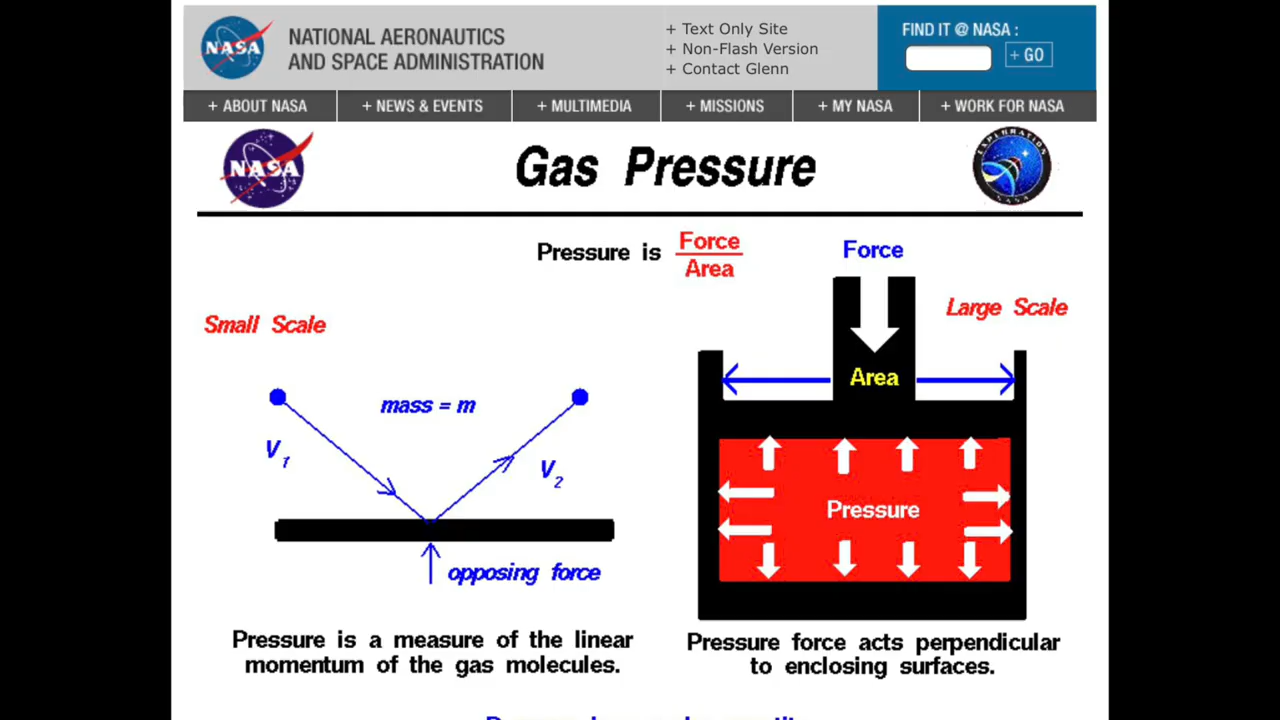 NASA
NATIONAL AERONAUTICS
AND SPACE ADMINISTRATION
+ Text Only Site
+ Non-Flash Version
+ Contact Glenn
FIND IT @ NASA :
+ GO
+ ABOUT NASA
+ NEWS & EVENTS
+ MULTIMEDIA
+ MISSIONS
+ MY NASA
+ WORK FOR NASA
NASA
Gas Pressure
EXPLORATION
NASA
Pressure is Force
Area
Force
Small Scale
Large Scale
mass = m
Area
V1
V2
Pressure
opposing force
Pressure is a measure of the linear
momentum of the gas molecules.
Pressure force acts perpendicular
to enclosing surfaces.